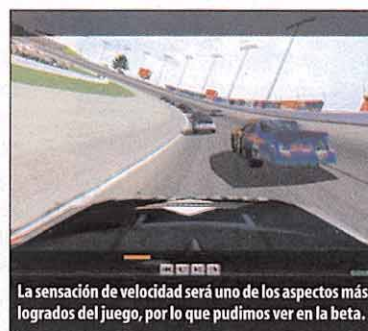 La sensación de velocidad será uno de los aspectos más
logrados del juego, por lo que pudimos ver en la beta.